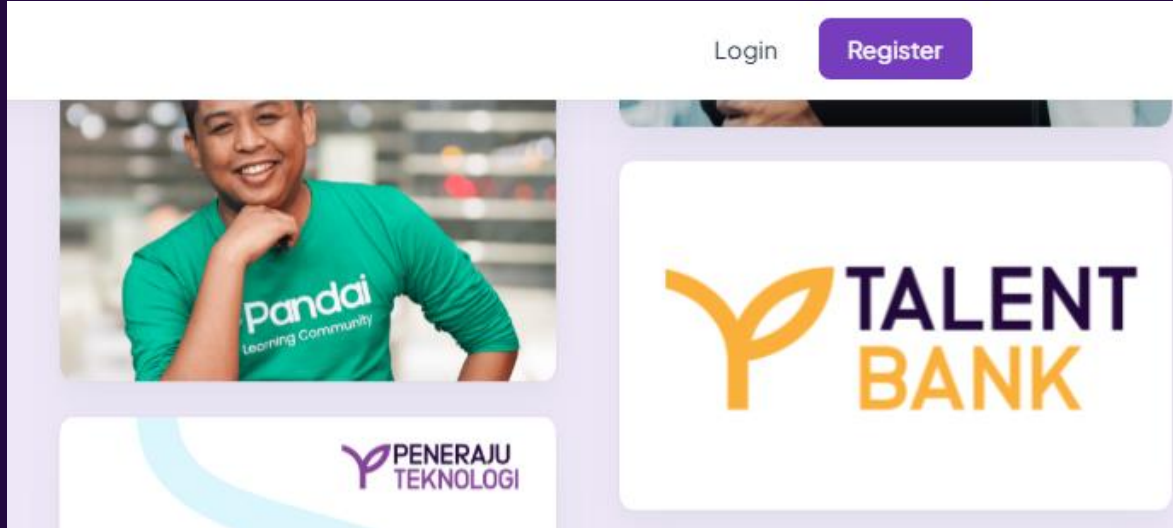 Login
Register
Pandai
Learning Community
TALENT
BANK
PENERAJU
TEKNOLOGI